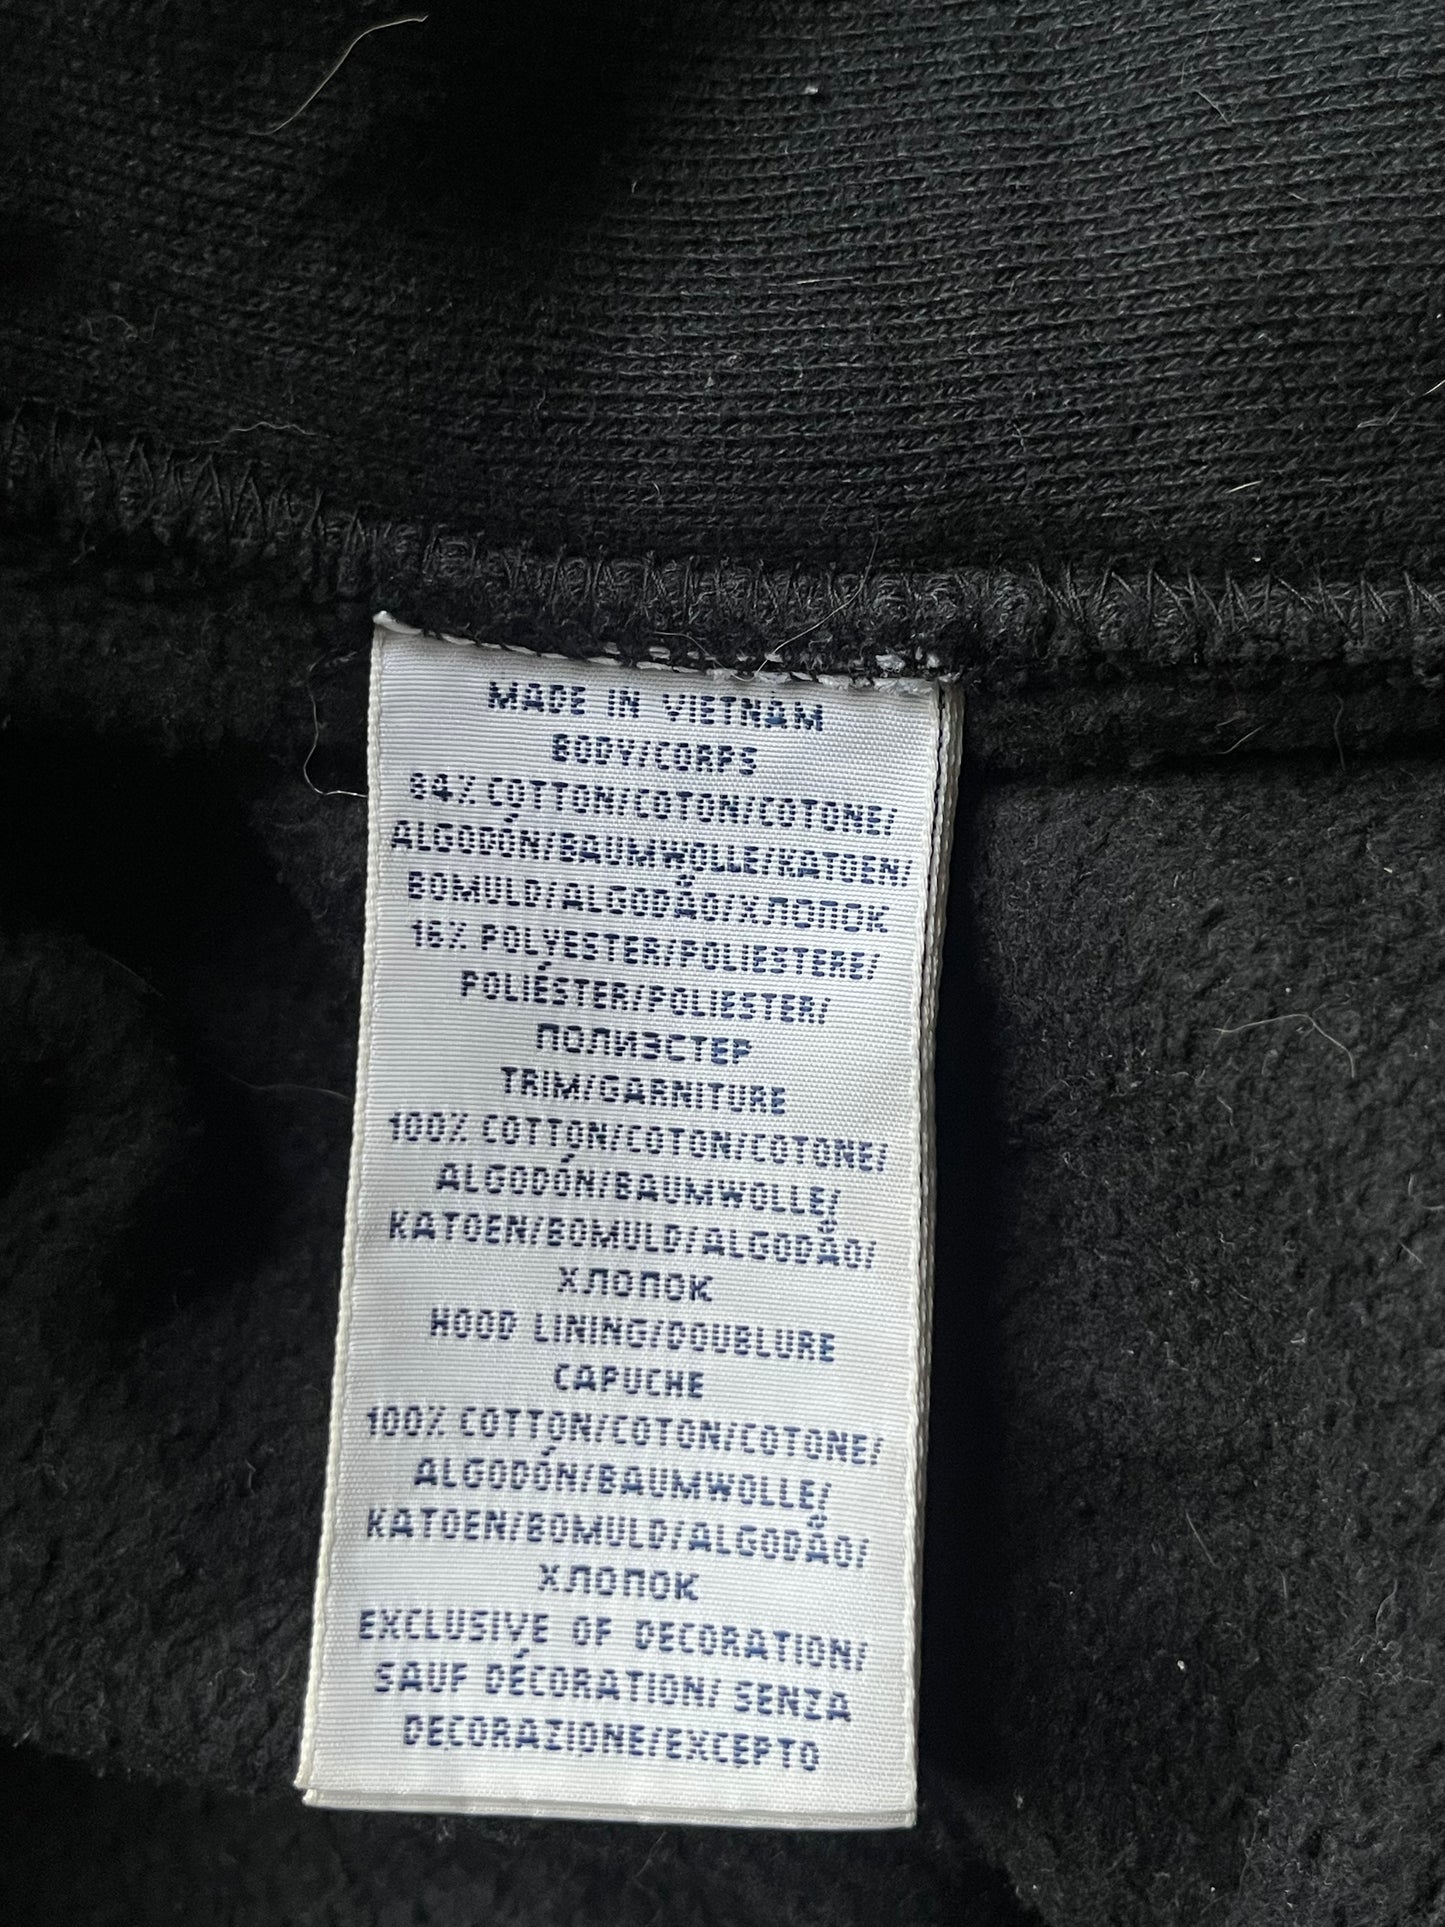 MADE IN VIETNAM
BODY/CORPS
84% COTTON/COTON/COTONE/
ALGODÓN/BAUMWOLLE/KATOEN/
BOMULD/ALGODÃO/ХЛОПОК
16% POLYESTER/POLIESTERE/
POLIÉSTER/POLIESTER/
ПОЛИЭСТЕР
TRIM/GARNITURE
100% COTTON/COTON/COTONE/
ALGODÓN/BAUMWOLLE/
KATOEN/BOMULD/ALGODÃO/
ХЛОПОК
HOOD LINING/DOUBLURE
CAPUCHE
100% COTTON/COTON/COTONE/
ALGODÓN/BAUMWOLLE/
KATOEN/BOMULD/ALGODÃO/
ХЛОПОК
EXCLUSIVE OF DECORATION/
SAUF DÉCORATION/ SENZA
DECORAZIONE/EXCEPTO